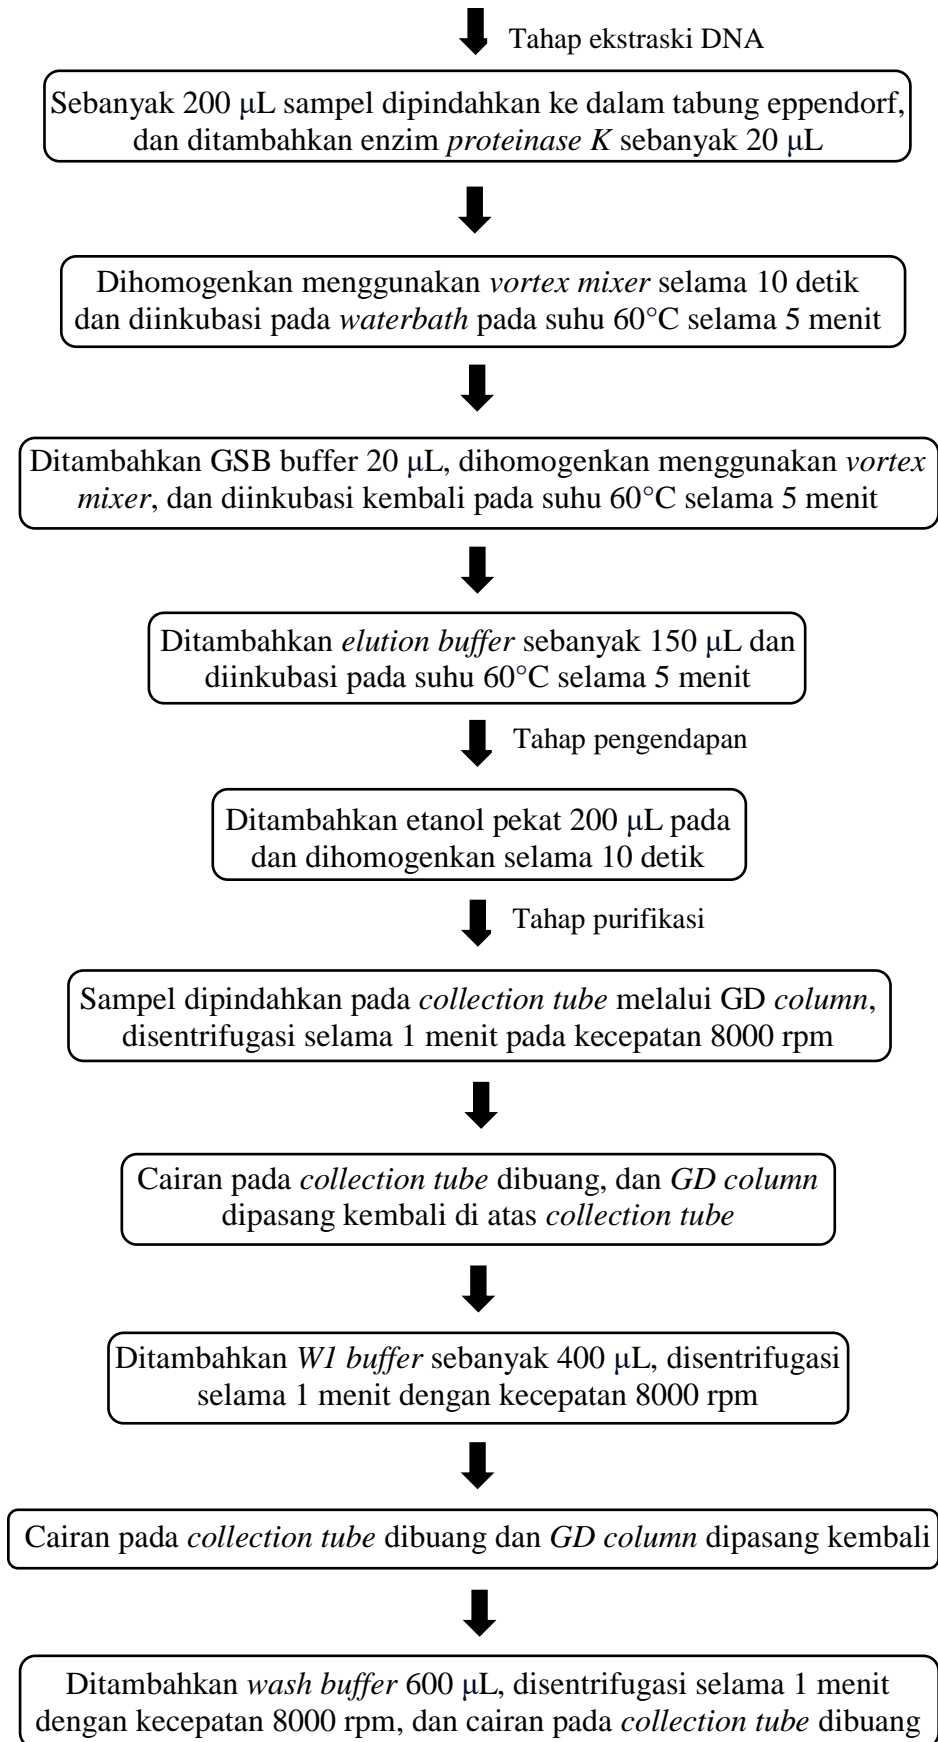 Tahap ekstraski DNA
Sebanyak 200 μL sampel dipindahkan ke dalam tabung eppendorf,
dan ditambahkan enzim proteinase K sebanyak 20 μL
Dihomogenkan menggunakan vortex mixer selama 10 detik
dan diinkubasi pada waterbath pada suhu 60°C selama 5 menit
Ditambahkan GSB buffer 20 μL, dihomogenkan menggunakan vortex
mixer, dan diinkubasi kembali pada suhu 60°C selama 5 menit
Ditambahkan elution buffer sebanyak 150 μL dan
diinkubasi pada suhu 60°C selama 5 menit
Tahap pengendapan
Ditambahkan etanol pekat 200 μL pada
dan dihomogenkan selama 10 detik
Tahap purifikasi
Sampel dipindahkan pada collection tube melalui GD column,
disentrifugasi selama 1 menit pada kecepatan 8000 rpm
Cairan pada collection tube dibuang, dan GD column
dipasang kembali di atas collection tube
Ditambahkan W1 buffer sebanyak 400 μL, disentrifugasi
selama 1 menit dengan kecepatan 8000 rpm
Cairan pada collection tube dibuang dan GD column dipasang kembali
Ditambahkan wash buffer 600 μL, disentrifugasi selama 1 menit
dengan kecepatan 8000 rpm, dan cairan pada collection tube dibuang